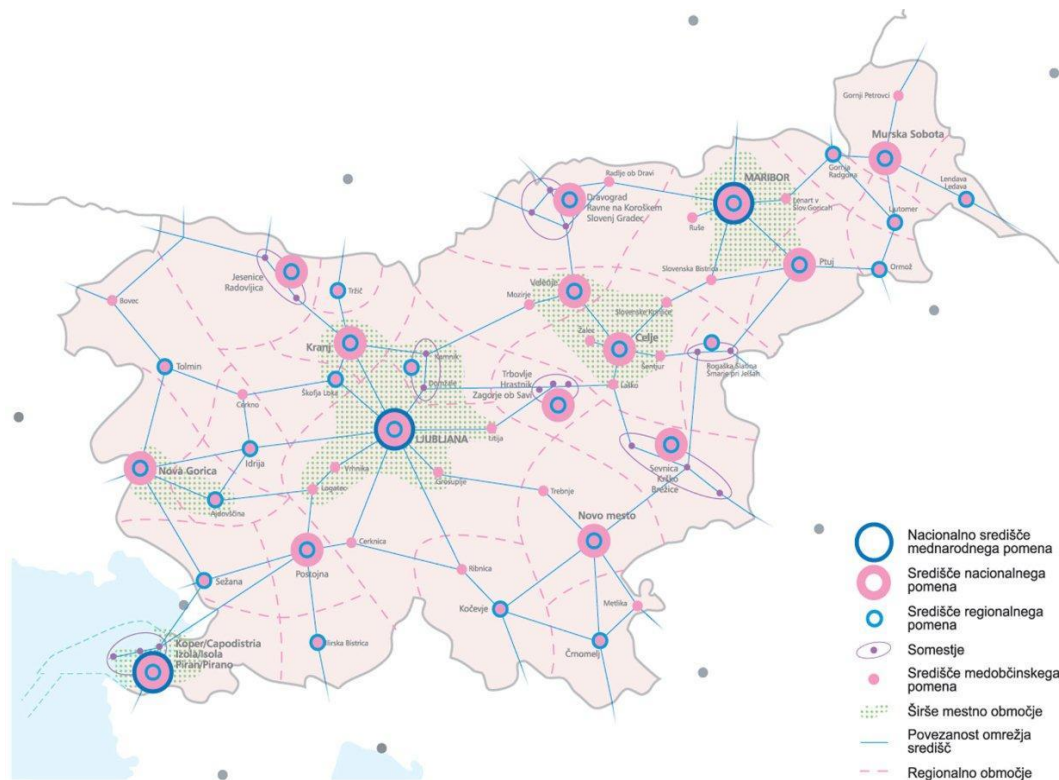 Gornji Petrovci
Murska Sobota
Radlje ob Dravi
MARIBOR
Gornja
Radgona
Lendava
Ledava
Dravograd
Ravne na Koroškem
Slovenj Gradec
Lenart v
Slov.Goricah
Ljutomer
Ruše
Jesenice
Radovljica
Slovenska Bistrica
Ptuj
Ormož
Velenje
Bovec
Tržič
Mozirje
Slovenske Konjice
Kranj
Žalec
Celje
Kamnik
Šentjur
Rogaška Slatina
Šmarje pri Jelšah
Tolmin
Trbovlje
Hrastnik
Zagorje ob Savi
Domžale
Laško
Cerkno
Škofja Loka
LJUBLJANA
Litija
Nova Gorica
Idrija
Vrhnika
Sevnica
Krško
Brežice
Grosuplje
Logatec
Trebnje
Ajdovščina
Novo mesto
Cerknica
Postojna
Ribnica
Sežana
Kočevje
Metlika
Koper/Capodistria
Izola/Isola
Piran/Pirano
Ilirska Bistrica
Črnomelj
Nacionalno središče
mednarodnega pomena
Središče nacionalnega
pomena
Središče regionalnega
pomena
Somestje
Središče medobčinskega
pomena
Širše mestno območje
Povezanost omrežja
središč
Regionalno območje